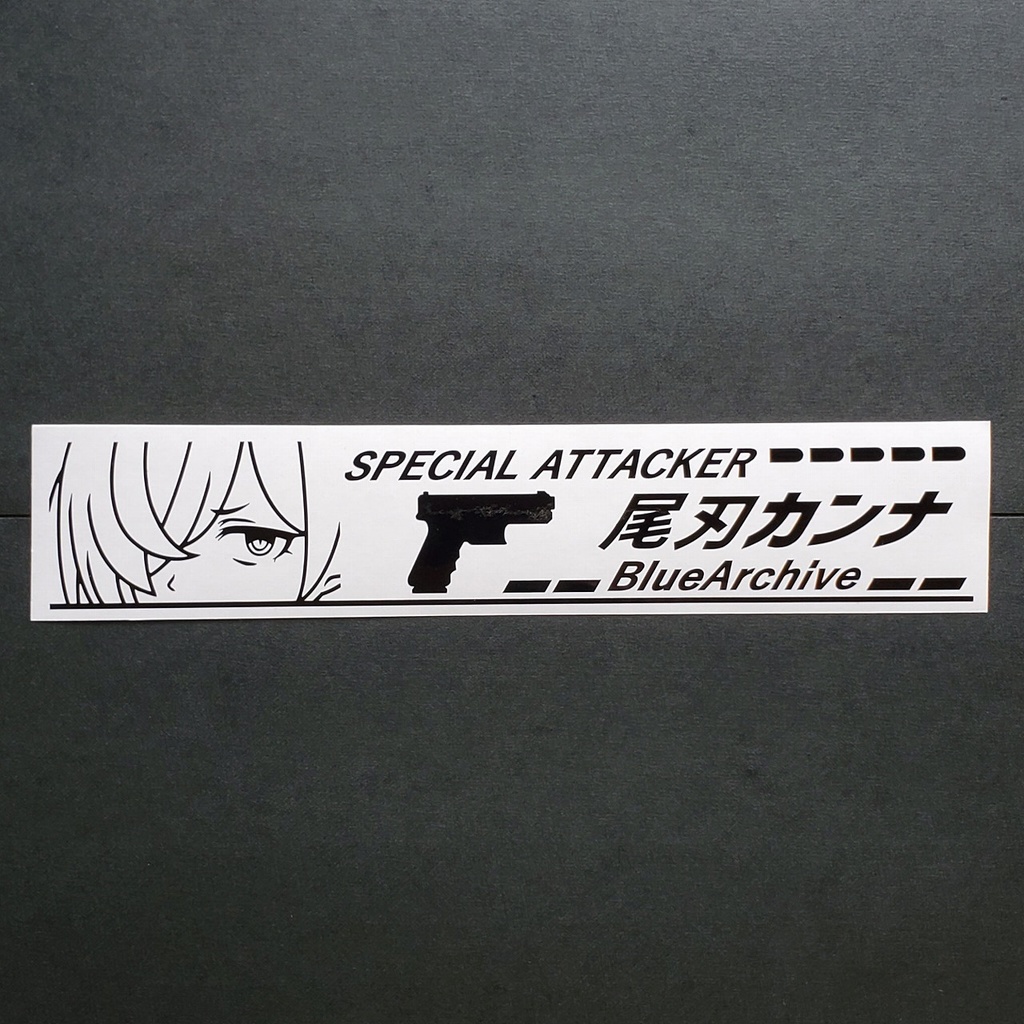 SPECIAL ATTACKER
尾刃カンナ
BlueArchive